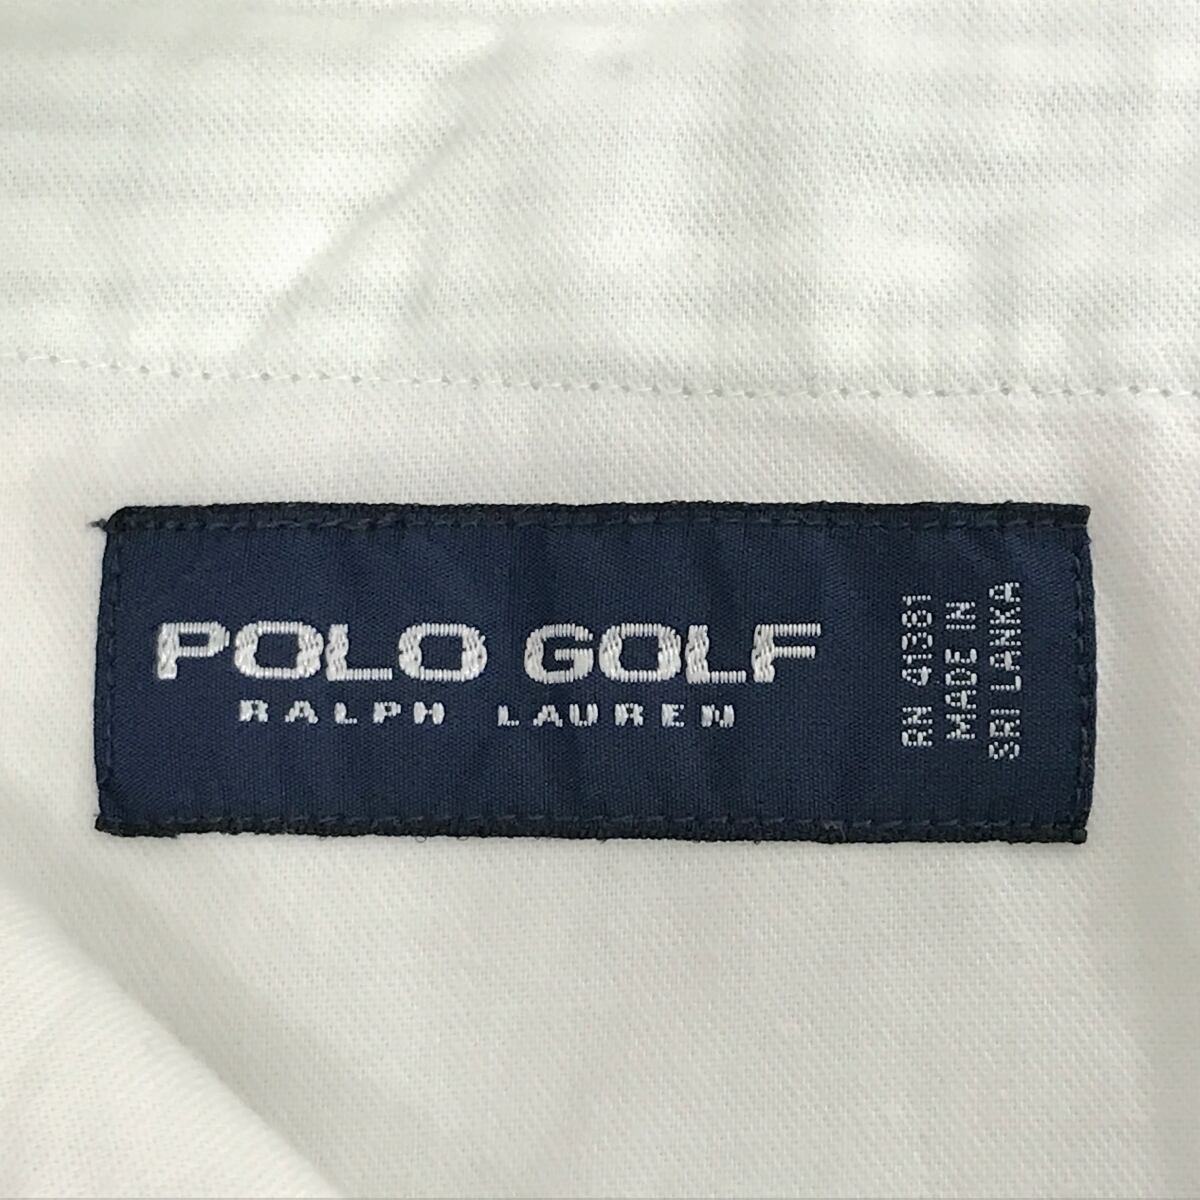 POLO GOLF
RALPH LAUREN
RN 41381
MADE IN
SRI LANKA